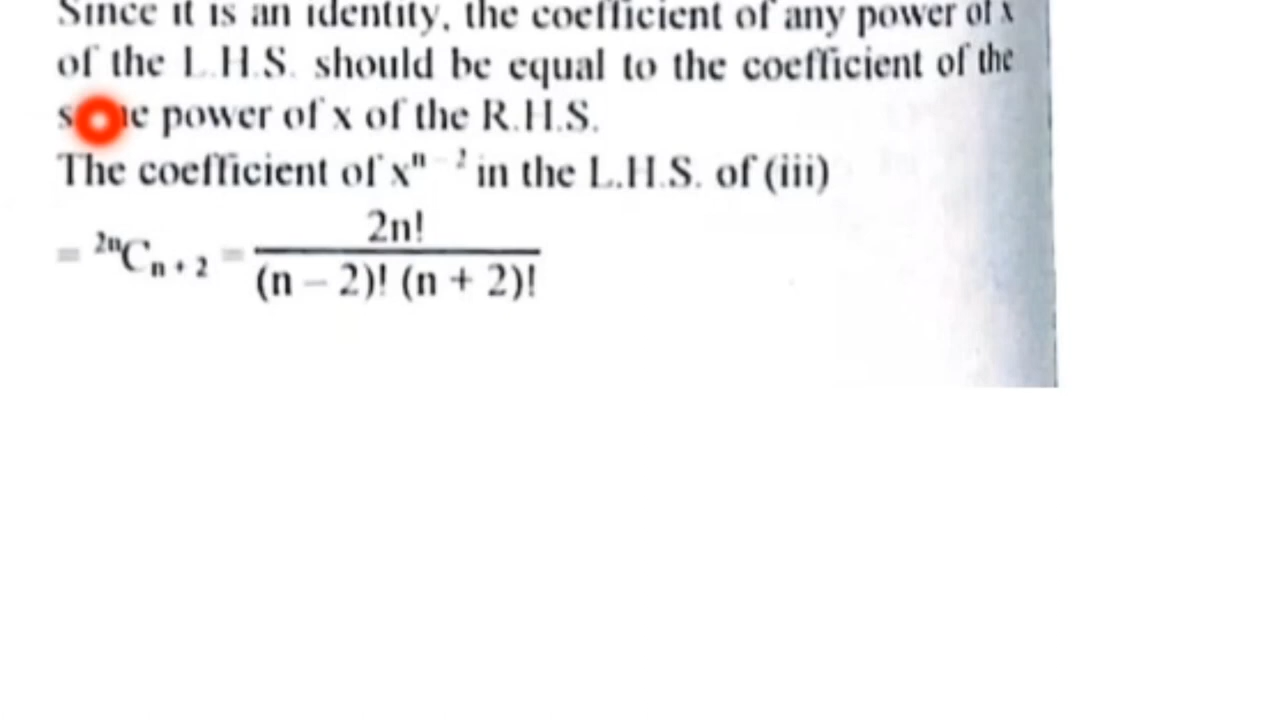 Since it is an identity, the coefficient of any power of x
of the L.H.S. should be equal to the coefficient of the
power of x of the R.H.S.
The coefficient of xⁿ⁻² in the L.H.S. of (iii)
= ²ⁿCₙ₊₂ = 2n! / (n – 2)! (n + 2)!